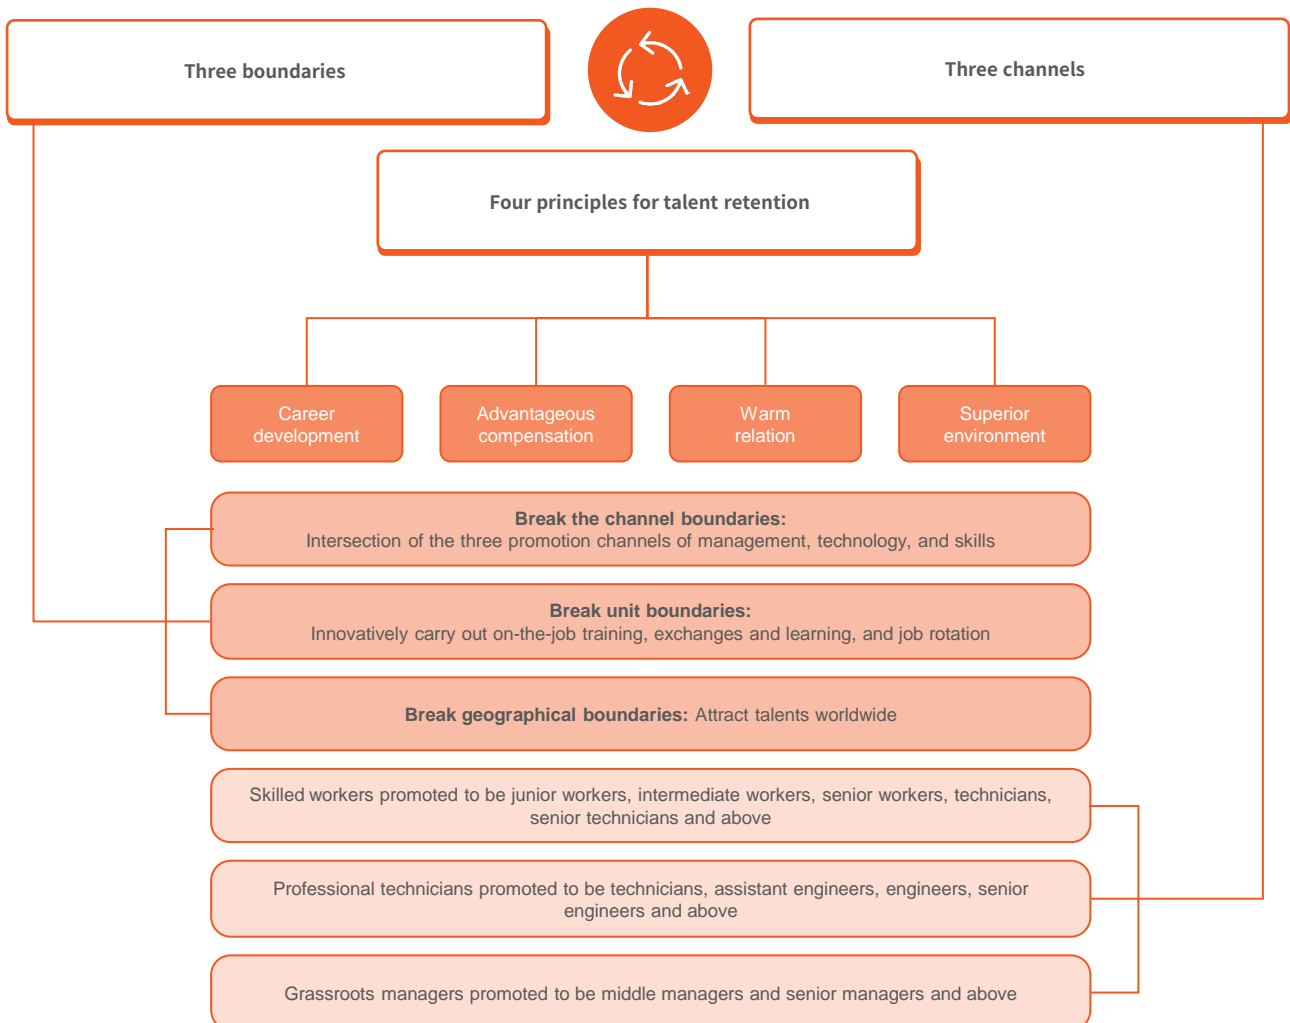 Three boundaries
Three channels
Four principles for talent retention
Career
development
Advantageous
compensation
Warm
relation
Superior
environment
Break the channel boundaries:
Intersection of the three promotion channels of management, technology, and skills
Break unit boundaries:
Innovatively carry out on-the-job training, exchanges and learning, and job rotation
Break geographical boundaries: Attract talents worldwide
Skilled workers promoted to be junior workers, intermediate workers, senior workers, technicians,
senior technicians and above
Professional technicians promoted to be technicians, assistant engineers, engineers, senior
engineers and above
Grassroots managers promoted to be middle managers and senior managers and above